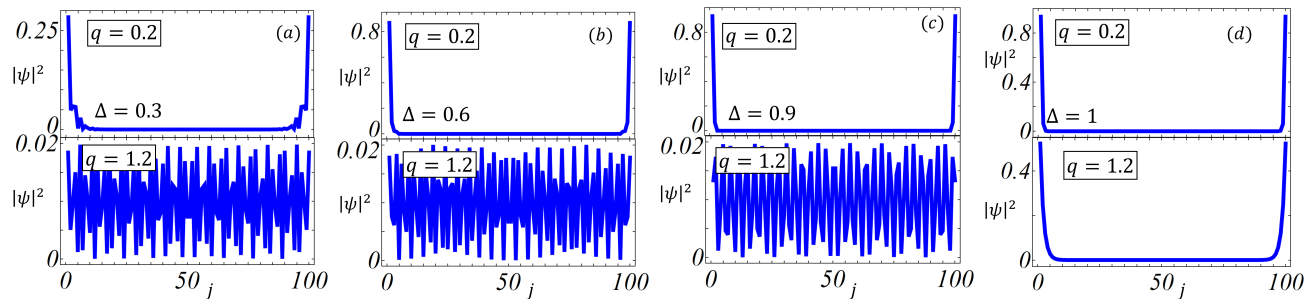 (a)
0.25
q = 0.2
|ψ|²
Δ = 0.3
0
0.02
q = 1.2
|ψ|²
0
0 50 j 100
(b)
0.8
q = 0.2
|ψ|²
Δ = 0.6
0
0.02
q = 1.2
|ψ|²
0
0 50 j 100
(c)
0.8
q = 0.2
|ψ|²
Δ = 0.9
0
0.02
q = 1.2
|ψ|²
0
0 50 j 100
(d)
0.8
q = 0.2
|ψ|²
0.4
Δ = 1
0
q = 1.2
0.4
|ψ|²
0
0 50 j 100